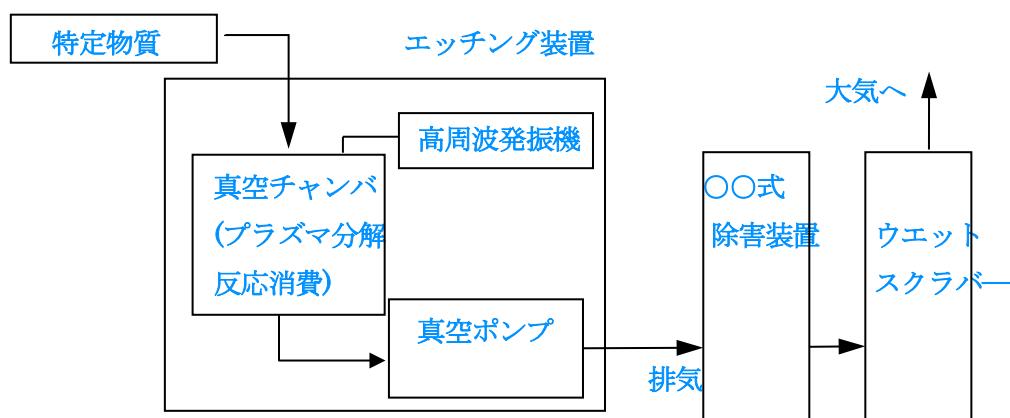 特定物質
エッチング装置
大気へ
高周波発振機
真空チャンバ
(プラズマ分解
反応消費)
〇〇式
除害装置
ウエット
スクラバー
真空ポンプ
排気